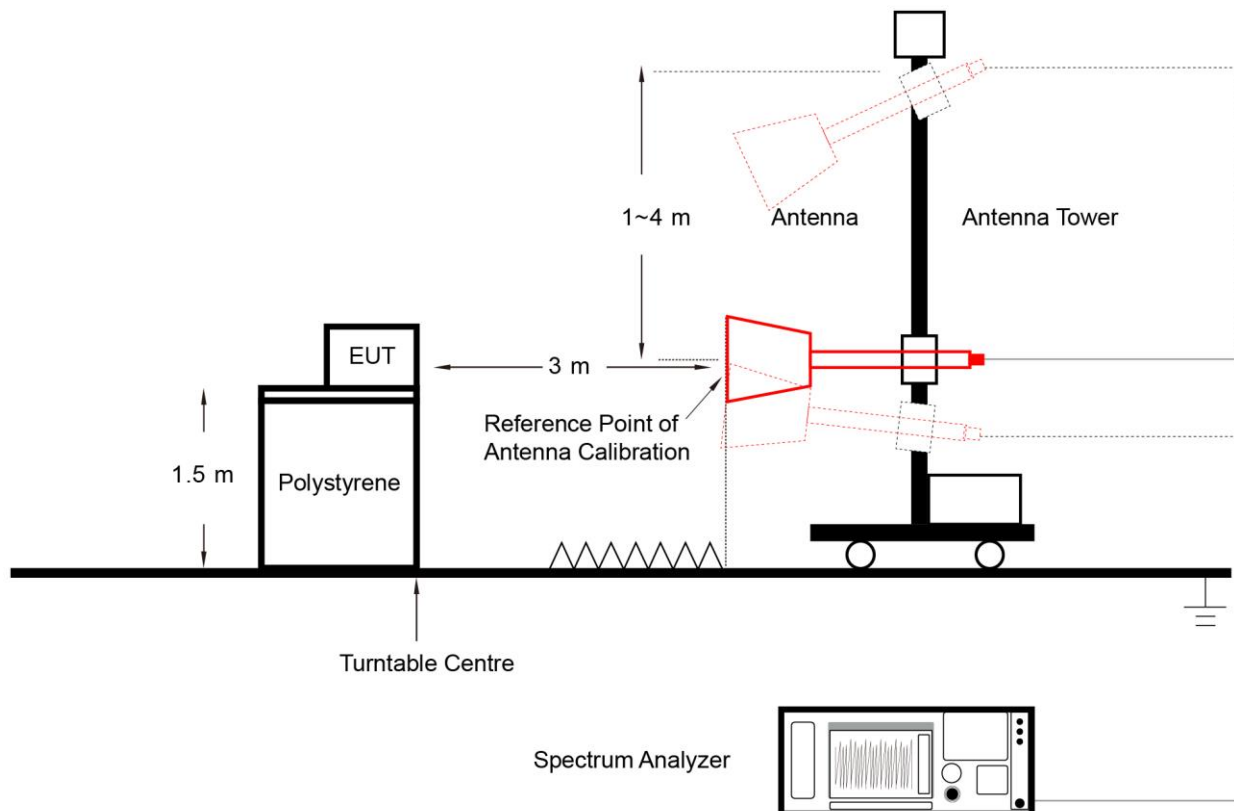 1~4 m
Antenna
Antenna Tower
EUT
3 m
Reference Point of
Antenna Calibration
1.5 m
Polystyrene
Turntable Centre
Spectrum Analyzer